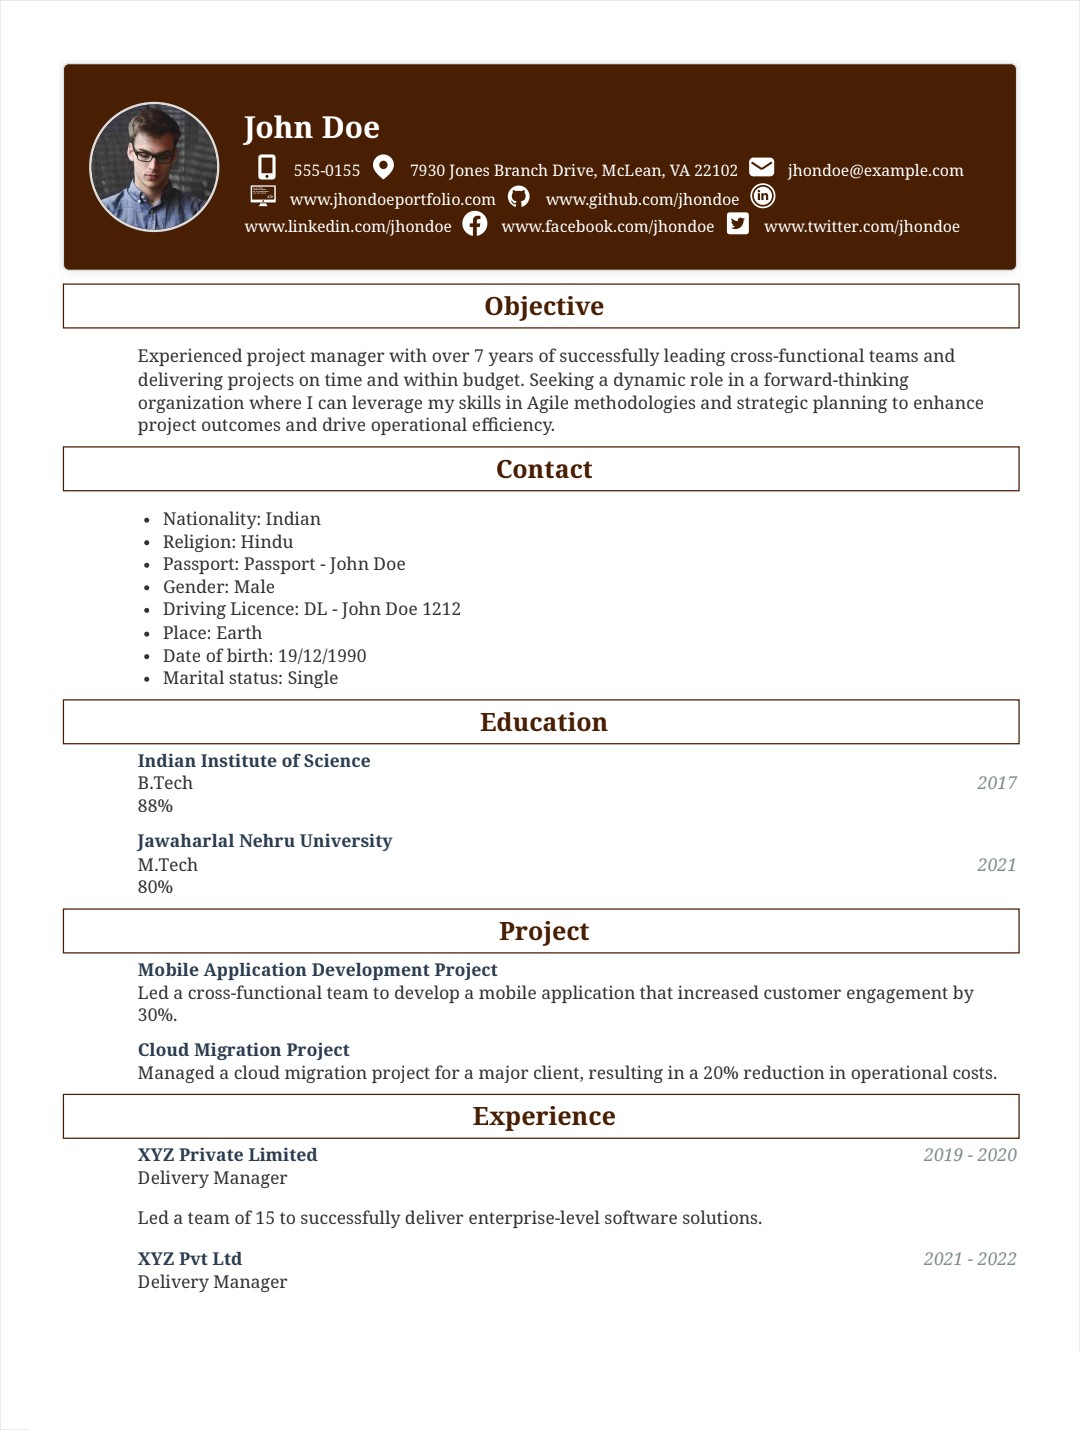 John Doe
555-0155 7930 Jones Branch Drive, McLean, VA 22102 jhondoe@example.com
www.jhondoeportfolio.com www.github.com/jhondoe
www.linkedin.com/jhondoe www.facebook.com/jhondoe www.twitter.com/jhondoe
Objective
Experienced project manager with over 7 years of successfully leading cross-functional teams and
delivering projects on time and within budget. Seeking a dynamic role in a forward-thinking
organization where I can leverage my skills in Agile methodologies and strategic planning to enhance
project outcomes and drive operational efficiency.
Contact
• Nationality: Indian
• Religion: Hindu
• Passport: Passport - John Doe
• Gender: Male
• Driving Licence: DL - John Doe 1212
• Place: Earth
• Date of birth: 19/12/1990
• Marital status: Single
Education
Indian Institute of Science
B.Tech 2017
88%
Jawaharlal Nehru University
M.Tech 2021
80%
Project
Mobile Application Development Project
Led a cross-functional team to develop a mobile application that increased customer engagement by
30%.
Cloud Migration Project
Managed a cloud migration project for a major client, resulting in a 20% reduction in operational costs.
Experience
XYZ Private Limited 2019 - 2020
Delivery Manager
Led a team of 15 to successfully deliver enterprise-level software solutions.
XYZ Pvt Ltd 2021 - 2022
Delivery Manager